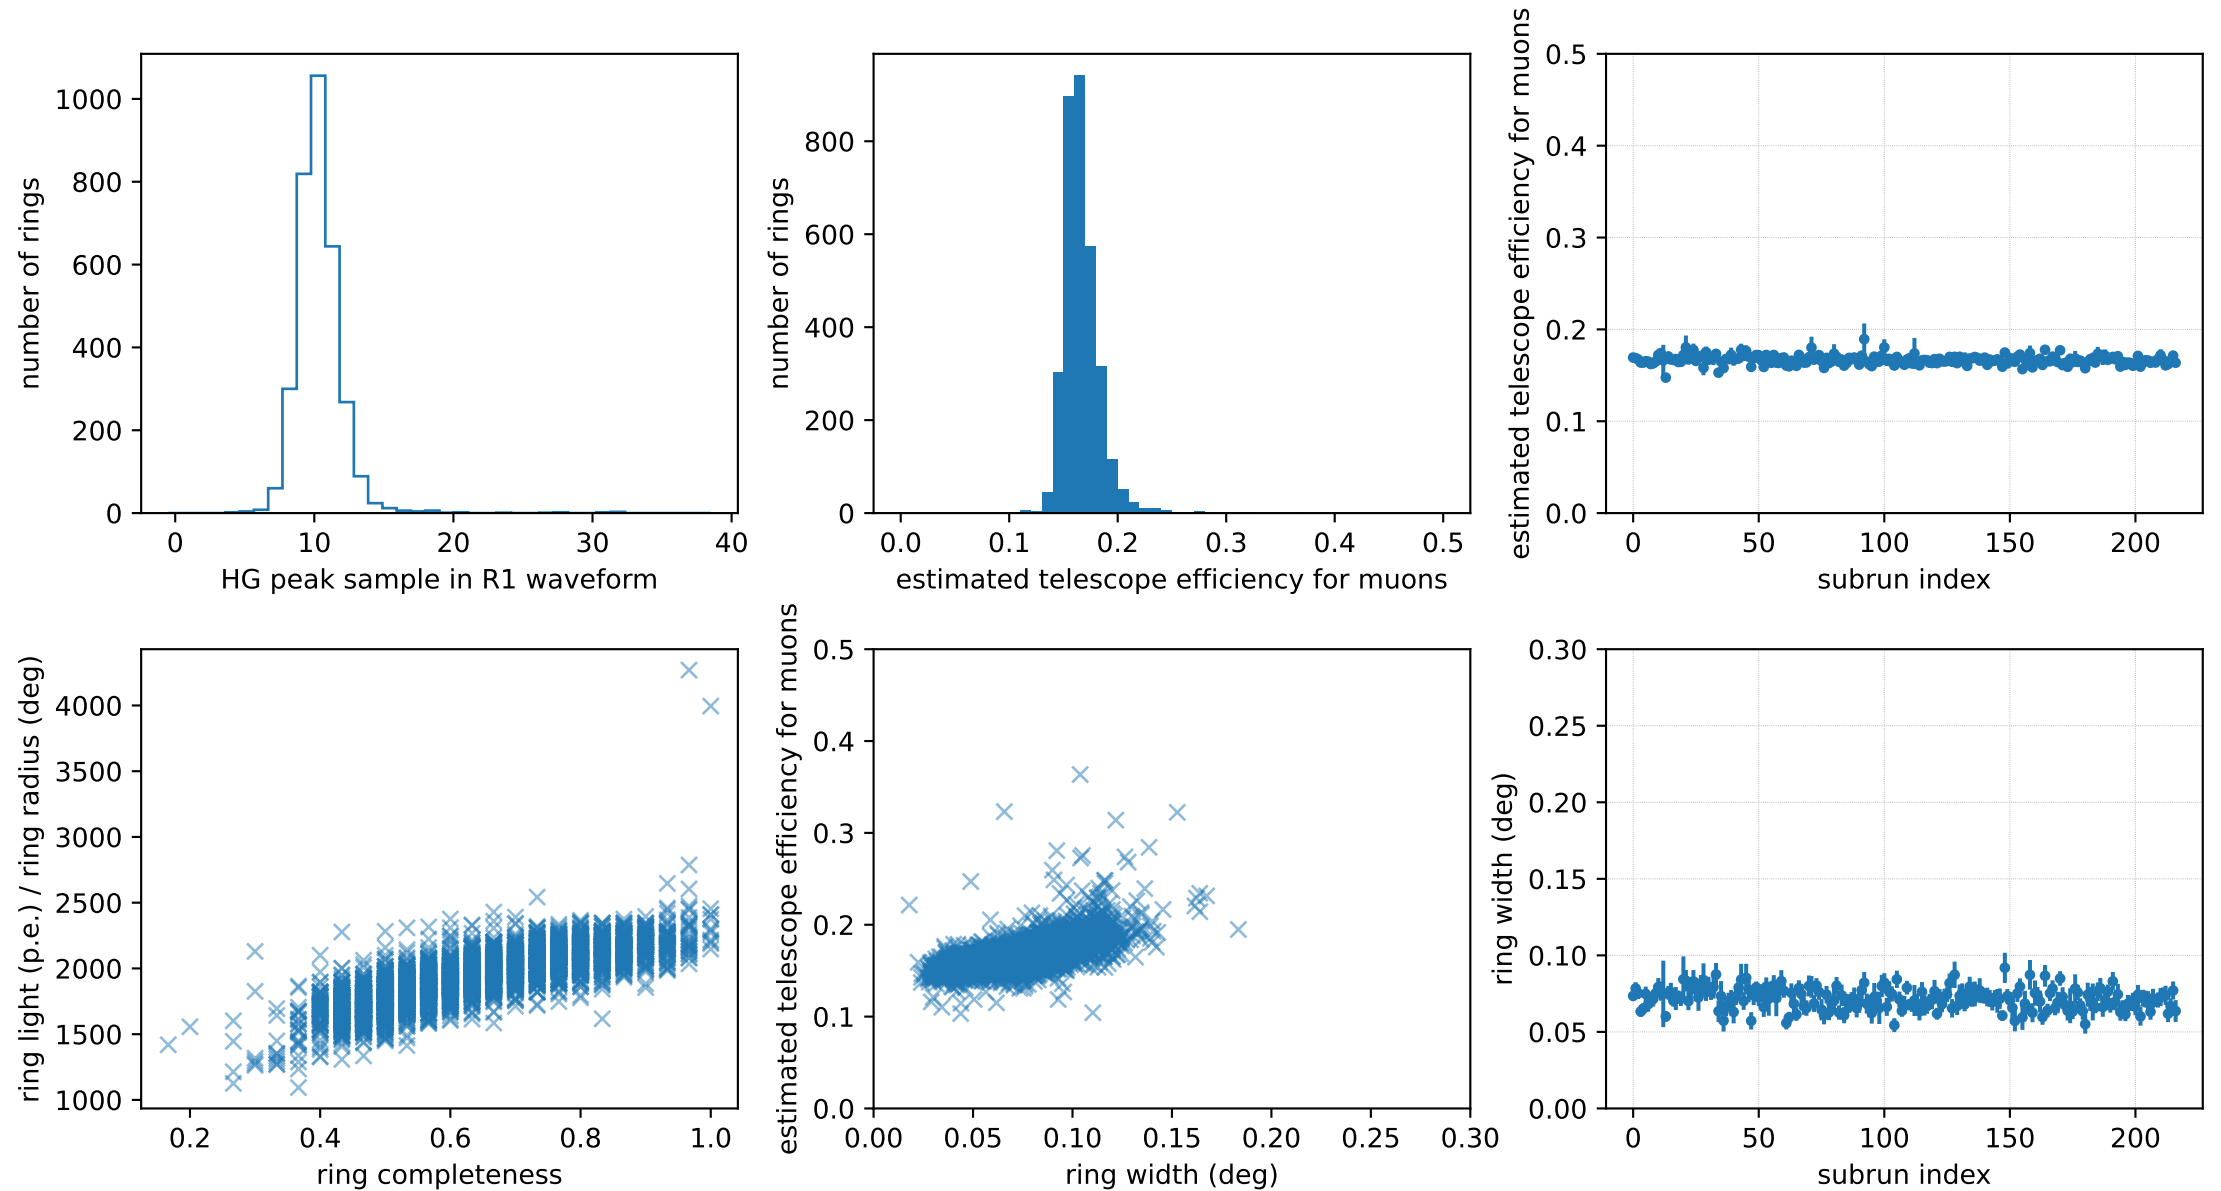 number of rings
1000
800
600
400
200
0
0 10 20 30 40
HG peak sample in R1 waveform
number of rings
800
600
400
200
0
0.0 0.1 0.2 0.3 0.4 0.5
estimated telescope efficiency for muons
estimated telescope efficiency for muons
0.5
0.4
0.3
0.2
0.1
0.0
0 50 100 150 200
subrun index
ring light (p.e.) / ring radius (deg)
4000
3500
3000
2500
2000
1500
1000
0.2 0.4 0.6 0.8 1.0
ring completeness
estimated telescope efficiency for muons
0.5
0.4
0.3
0.2
0.1
0.0
0.00 0.05 0.10 0.15 0.20 0.25 0.30
ring width (deg)
ring width (deg)
0.30
0.25
0.20
0.15
0.10
0.05
0.00
0 50 100 150 200
subrun index